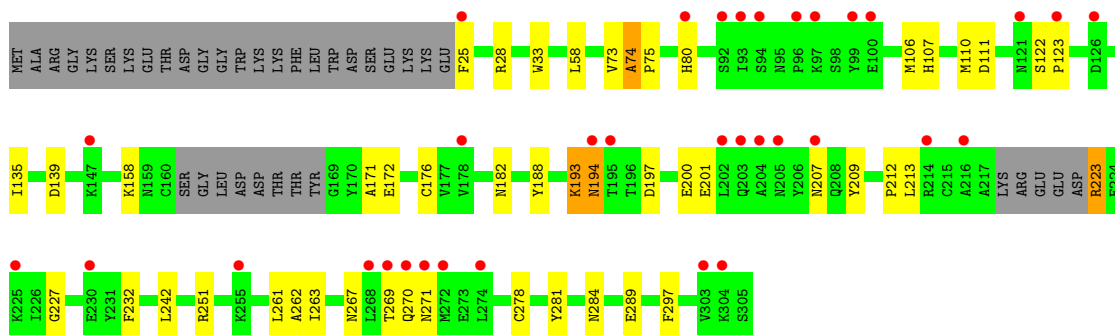 MET ALA ARG GLY LYS SER LYS GLU THR ASP GLY GLY TRP LYS LYS PHE LEU TRP ASP SER GLU LYS LYS GLU F25 R28 W33 L58 V73 A74 P75 H80 S92 I93 S94 N95 P96 K97 S98 Y99 E100 M106 H107 M110 D111 N121 S122 P123 D126
I135 D139 K147 K158 N159 C160 SER GLY LEU ASP ASP THR THR TYR G169 Y170 A171 E172 C176 V177 V178 N182 Y188 K193 N194 T195 T196 D197 E200 E201 L202 Q203 A204 N205 Y206 N207 Q208 Y209 P212 L213 R214 C215 A216 A217 LYS ARG GLU GLU ASP R223 E224
K225 I226 G227 E230 Y231 F232 L242 R251 K255 L261 A262 I263 N267 L268 T269 Q270 N271 M272 E273 L274 C278 Y281 N284 E289 F297 V303 K304 S305